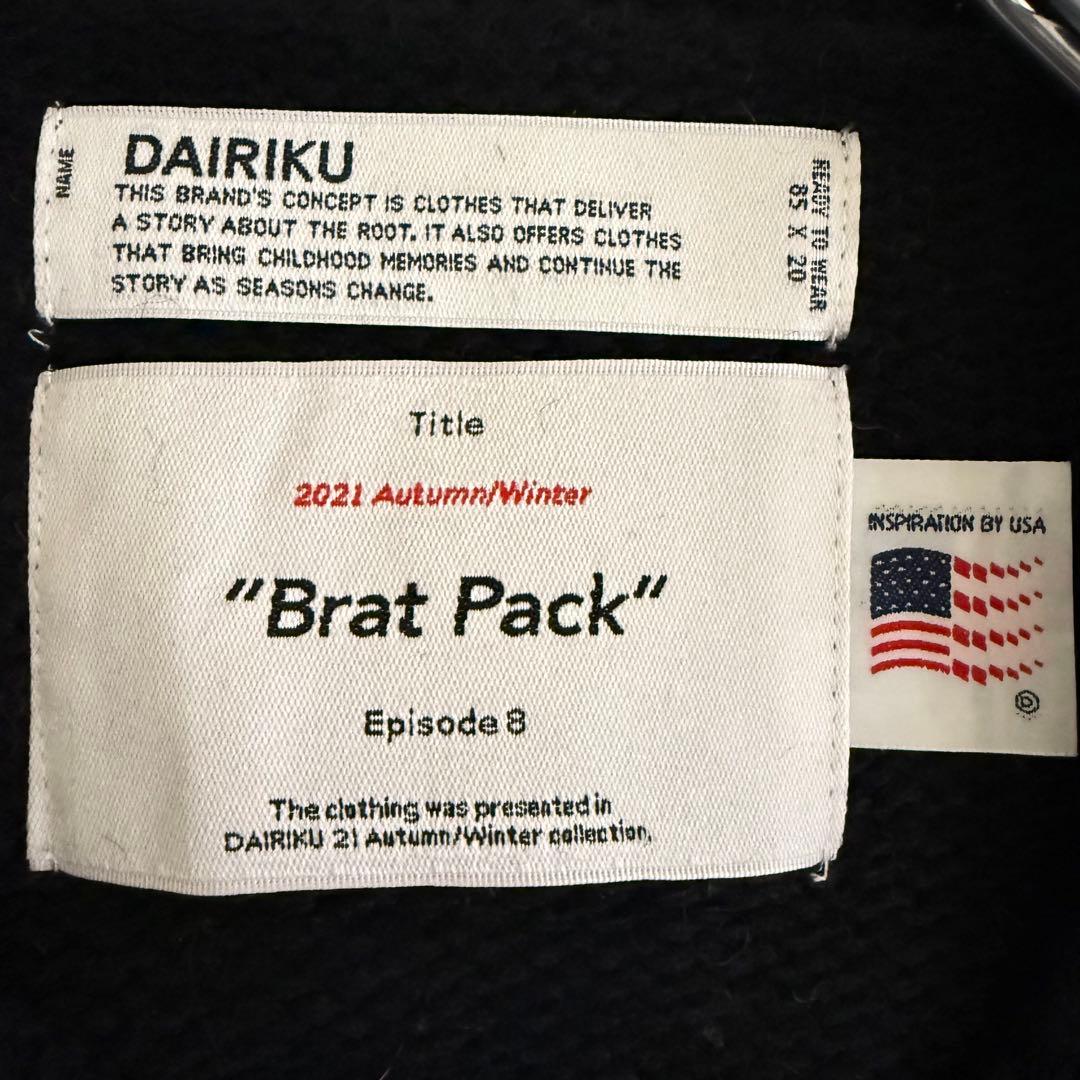 NAME
DAIRIKU
THIS BRAND'S CONCEPT IS CLOTHES THAT DELIVER
A STORY ABOUT THE ROOT. IT ALSO OFFERS CLOTHES
THAT BRING CHILDHOOD MEMORIES AND CONTINUE THE
STORY AS SEASONS CHANGE.
READY TO WEAR
85 X 20
Title
2021 Autumn/Winter
"Brat Pack"
Episode 8
The clothing was presented in
DAIRIKU 21 Autumn/Winter collection.
INSPIRATION BY USA